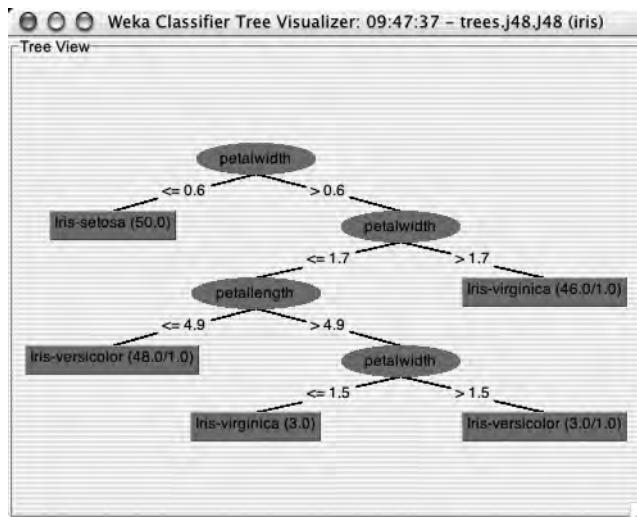 Weka Classifier Tree Visualizer: 09:47:37 – trees.j48.J48 (iris)
Tree View
petalwidth
<= 0.6
> 0.6
Iris-setosa (50.0)
petalwidth
<= 1.7
> 1.7
petallength
Iris-virginica (46.0/1.0)
<= 4.9
> 4.9
Iris-versicolor (48.0/1.0)
petalwidth
<= 1.5
> 1.5
Iris-virginica (3.0)
Iris-versicolor (3.0/1.0)